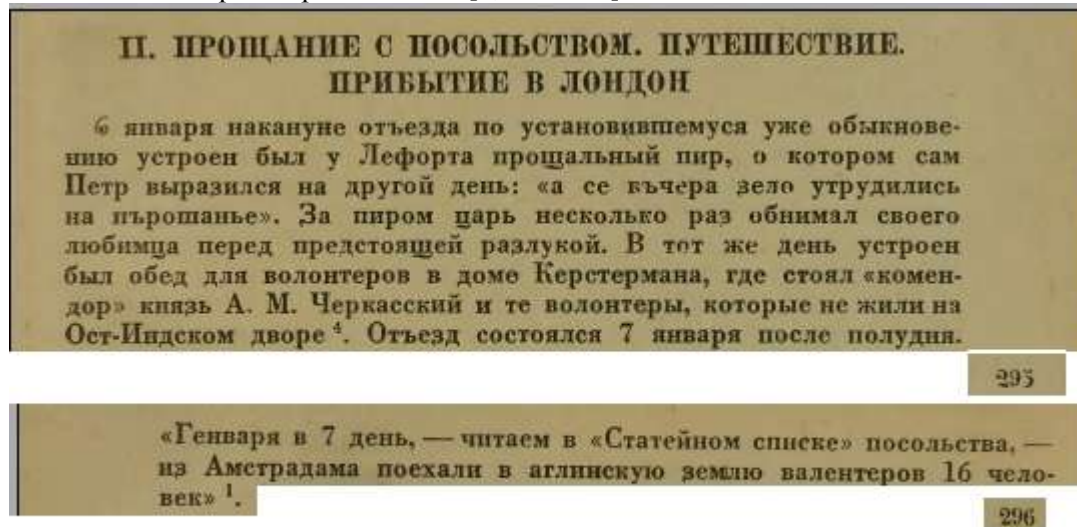 II. ПРОЩАНИЕ С ПОСОЛЬСТВОМ. ПУТЕШЕСТВИЕ.
ПРИБЫТИЕ В ЛОНДОН
6 января накануне отъезда по установившемуся уже обыкнове-
нию устроен был у Лефорта прощальный пир, о котором сам
Петр выразился на другой день: «а се въчера зело утрудились
на пърошанье». За пиром царь несколько раз обнимал своего
любимца перед предстоящей разлукой. В тот же день устроен
был обед для волонтеров в доме Керстермана, где стоял «комен-
дор» князь А. М. Черкасский и те волонтеры, которые не жили на
Ост-Индском дворе 4. Отъезд состоялся 7 января после полудня.
295
«Генваря в 7 день, — читаем в «Статейном списке» посольства, —
из Амстрадама поехали в аглинскую землю валентеров 16 чело-
век» 1.
296